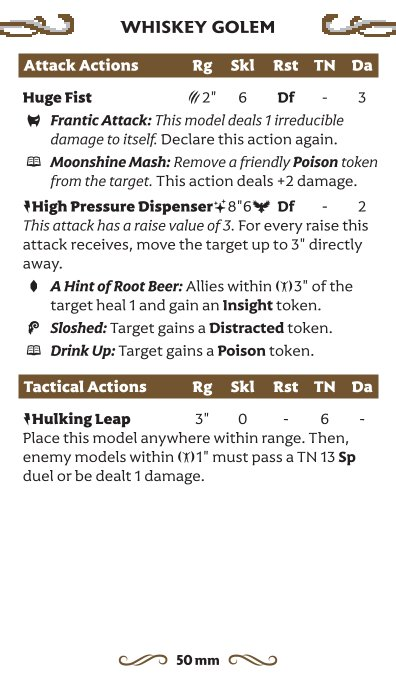 WHISKEY GOLEM
Attack Actions Rg Skl Rst TN Da
Huge Fist 2" 6 Df - 3
Frantic Attack: This model deals 1 irreducible
damage to itself. Declare this action again.
Moonshine Mash: Remove a friendly Poison token
from the target. This action deals +2 damage.
High Pressure Dispenser 8" 6 Df - 2
This attack has a raise value of 3. For every raise this
attack receives, move the target up to 3" directly
away.
A Hint of Root Beer: Allies within 3" of the
target heal 1 and gain an Insight token.
Sloshed: Target gains a Distracted token.
Drink Up: Target gains a Poison token.
Tactical Actions Rg Skl Rst TN Da
Hulking Leap 3" 0 - 6 -
Place this model anywhere within range. Then,
enemy models within 1" must pass a TN 13 Sp
duel or be dealt 1 damage.
50 mm